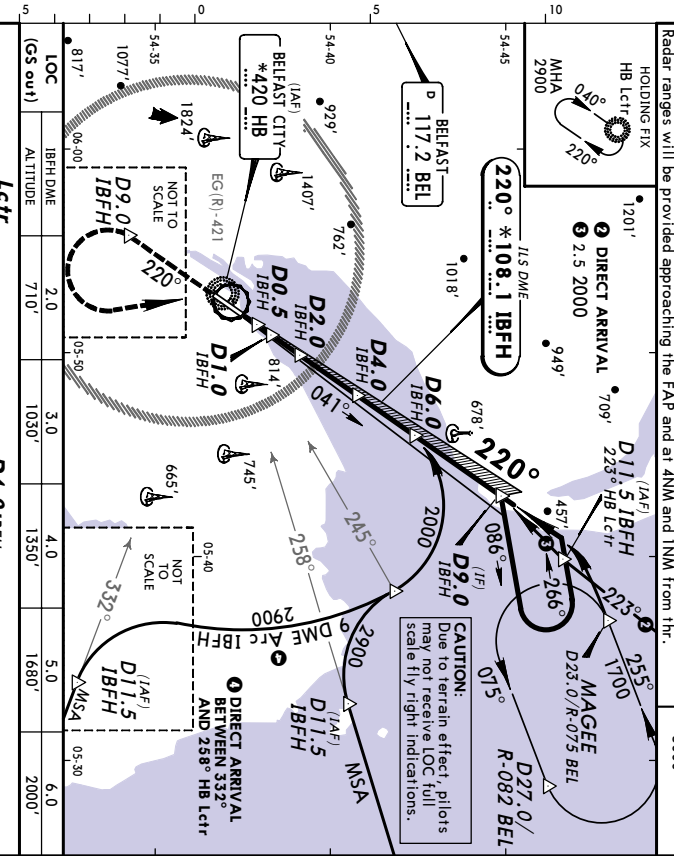 Radar ranges will be provided approaching the FAP and at 4NM and 1NM from thr.
HOLDING FIX
HB Lctr
040°
220°
MHA
2900
5
0
5
10
54-35
54-40
54-45
817'
1077'
1824'
929'
1407'
762'
1201'
1018'
949'
709'
678'
457'
814'
745'
665'
06-00
05-50
05-40
05-30
(IAF)
BELFAST CITY
*420 HB
BELFAST
D 117.2 BEL
ILS DME
220° *108.1 IBFH
2 DIRECT ARRIVAL
3 2.5 2000
EG(R)-421
NOT TO
SCALE
D9.0
IBFH
220°
D0.5
IBFH
D1.0
IBFH
D2.0
IBFH
D4.0
IBFH
D6.0
IBFH
041°
220°
(IAF)
D11.5 IBFH
223° HB Lctr
(IF)
D9.0
IBFH
086°
266°
3
223°
2
255°
1700
MAGEE
D23.0/R-075 BEL
075°
D27.0/
R-082 BEL
CAUTION:
Due to terrain effect, pilots
may not receive LOC full
scale fly right indications.
2000
245°
258°
2900
2900
9 DME Arc IBFH
4
MSA
(IAF)
D11.5
IBFH
4 DIRECT ARRIVAL
BETWEEN 332°
AND 258° HB Lctr
NOT
TO
SCALE
332°
(IAF)
D11.5
IBFH
MSA
LOC
(GS out)
IBFH DME 2.0 3.0 4.0 5.0 6.0
ALTITUDE 710' 1030' 1350' 1680' 2000'
Lctr